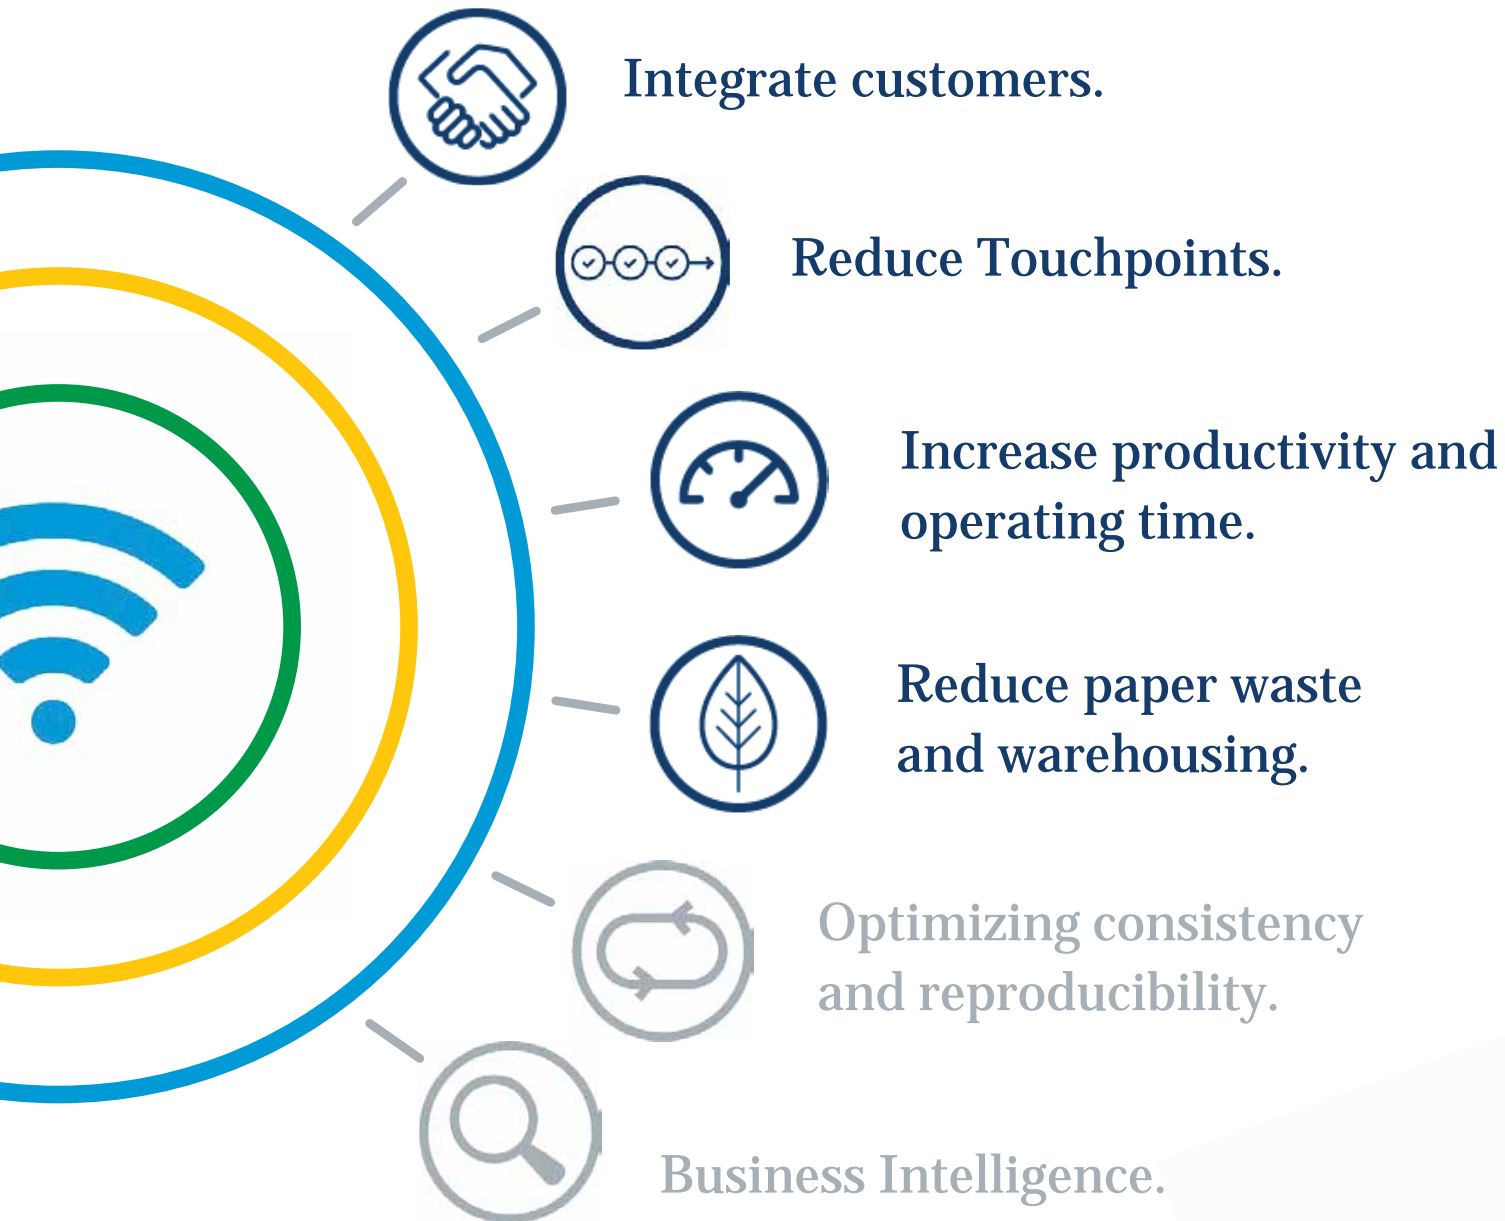 Integrate customers.
Reduce Touchpoints.
Increase productivity and
operating time.
Reduce paper waste
and warehousing.
Optimizing consistency
and reproducibility.
Business Intelligence.